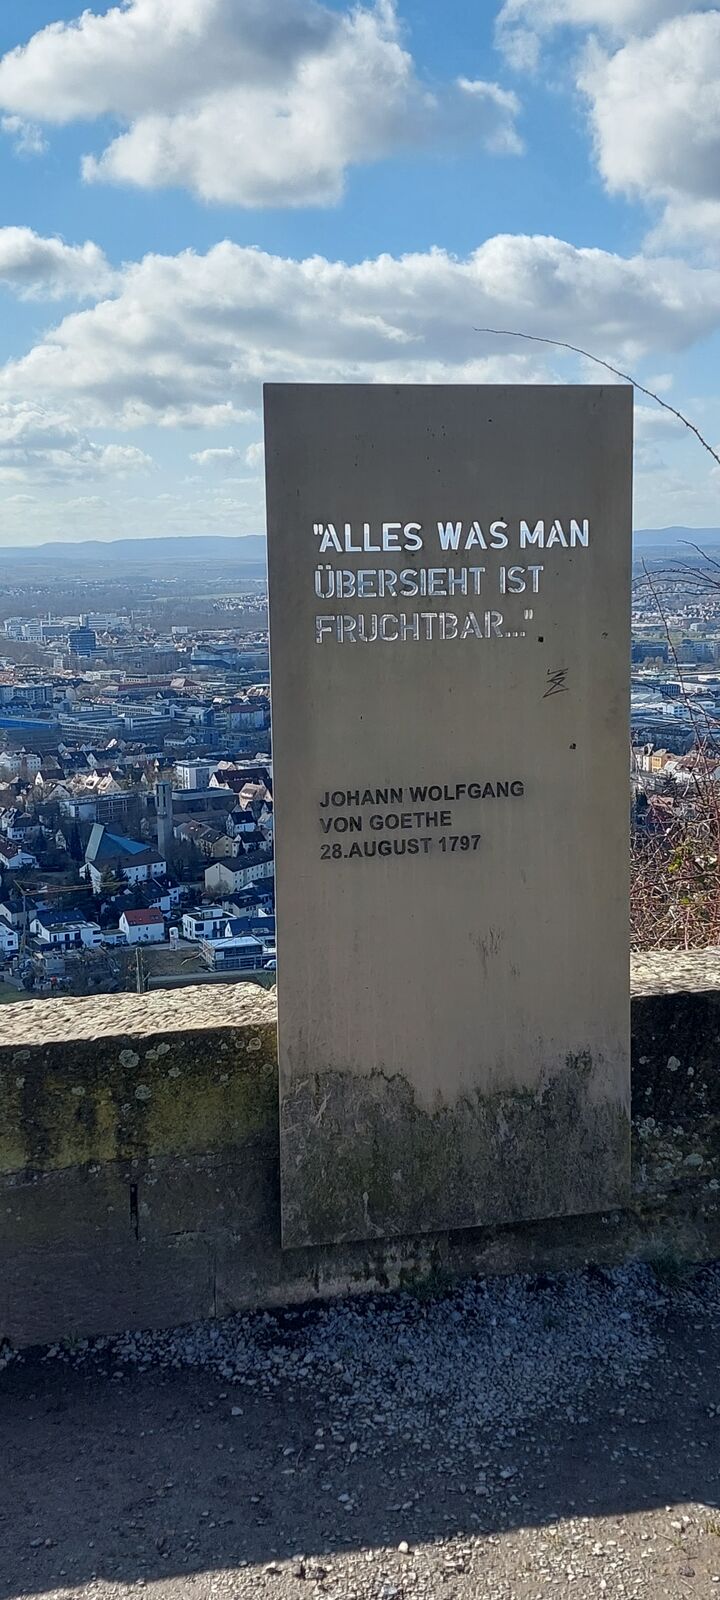 "ALLES WAS MAN
ÜBERSIEHT IST
FRUCHTBAR..."
JOHANN WOLFGANG
VON GOETHE
28.AUGUST 1797